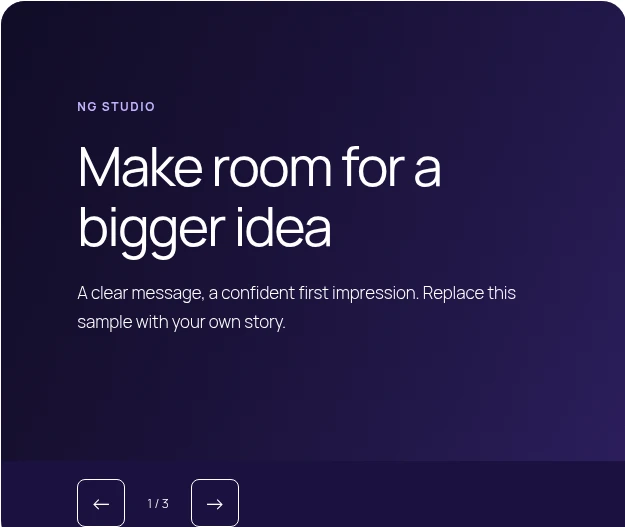 NG STUDIO
Make room for a
bigger idea
A clear message, a confident first impression. Replace this
sample with your own story.
← 1 / 3 →